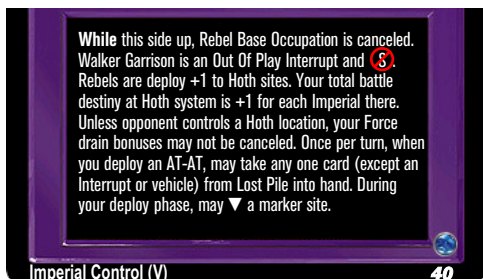 While this side up, Rebel Base Occupation is canceled.
Walker Garrison is an Out Of Play Interrupt and 8.
Rebels are deploy +1 to Hoth sites. Your total battle
destiny at Hoth system is +1 for each Imperial there.
Unless opponent controls a Hoth location, your Force
drain bonuses may not be canceled. Once per turn, when
you deploy an AT-AT, may take any one card (except an
Interrupt or vehicle) from Lost Pile into hand. During
your deploy phase, may ▼ a marker site.
Imperial Control (V)
40